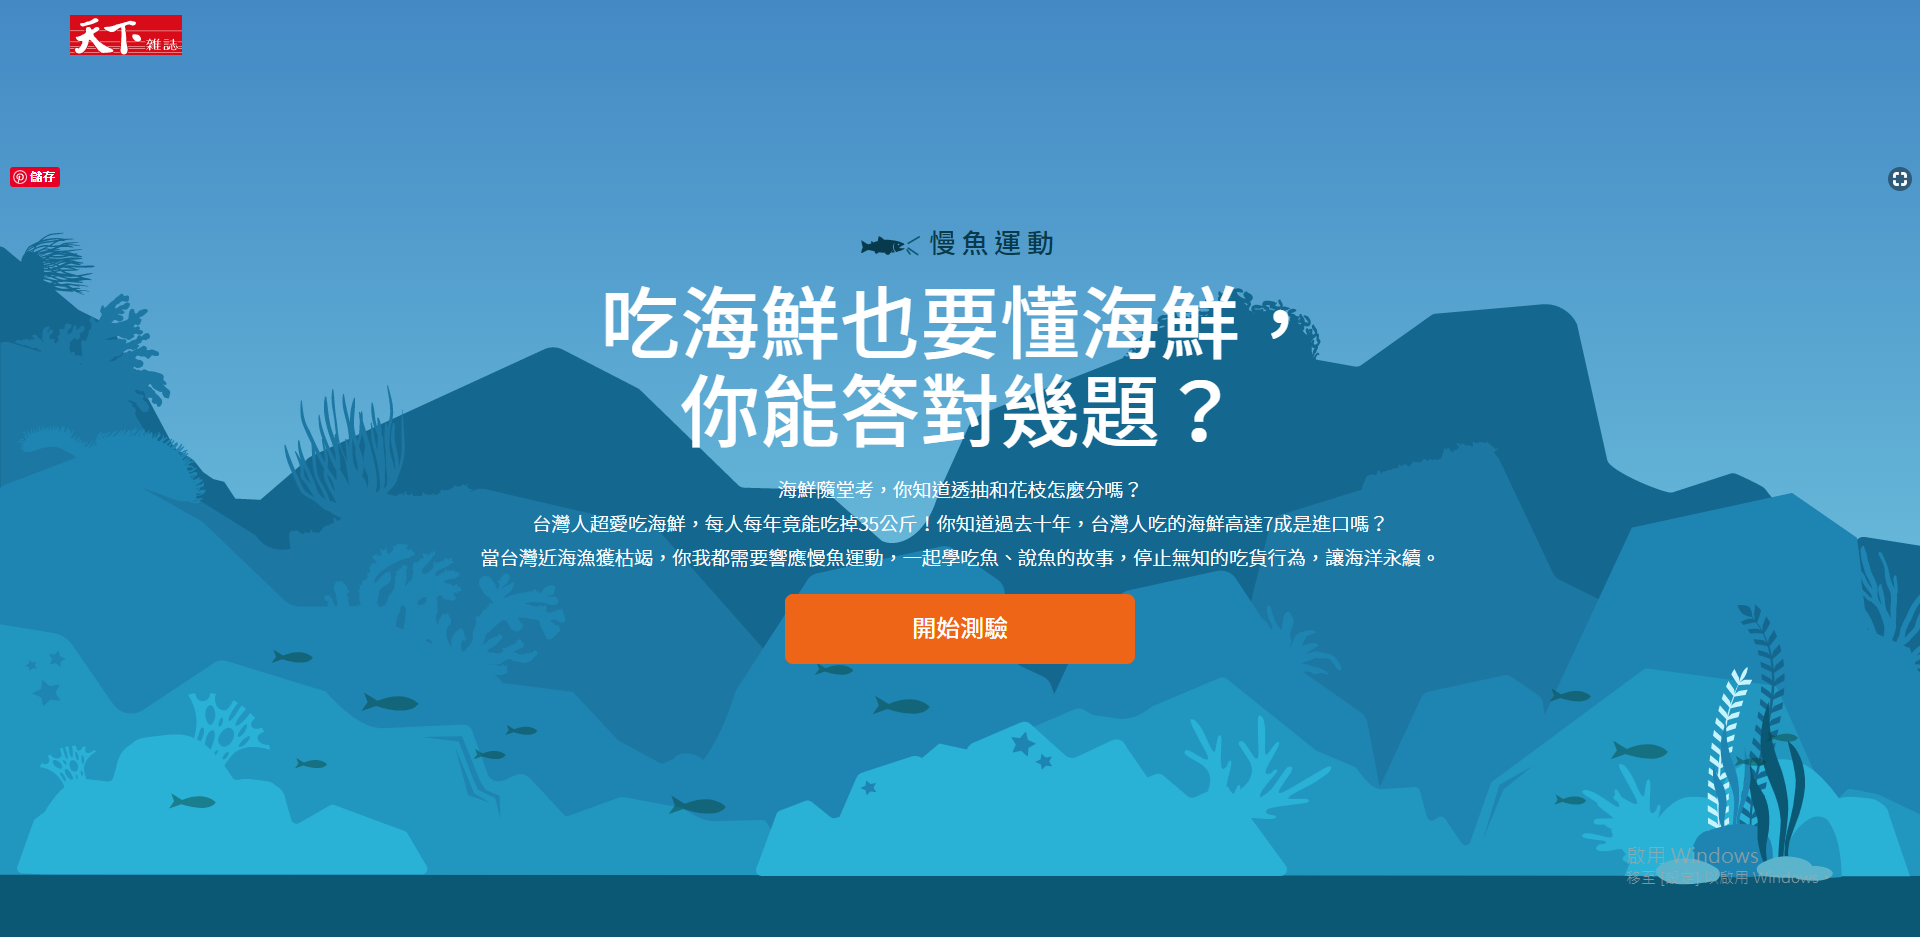 天下雜誌
儲存
慢魚運動
吃海鮮也要懂海鮮，
你能答對幾題？
海鮮隨堂考，你知道透抽和花枝怎麼分嗎？
台灣人超愛吃海鮮，每人每年竟能吃掉35公斤！你知道過去十年，台灣人吃的海鮮高達7成是進口嗎？
當台灣近海漁獲枯竭，你我都需要響應慢魚運動，一起學吃魚、說魚的故事，停止無知的吃貨行為，讓海洋永續。
開始測驗
啟用 Windows
移至 [設定] 以啟用 Windows。